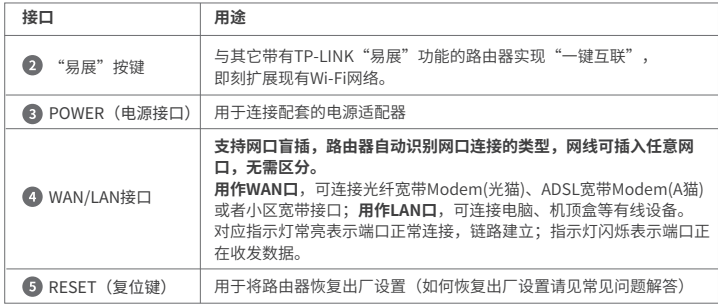 接口 用途
❷ “易展”按键
与其它带有TP-LINK“易展”功能的路由器实现“一键互联”，
即刻扩展现有Wi-Fi网络。
❸ POWER（电源接口） 用于连接配套的电源适配器
❹ WAN/LAN接口
支持网口盲插，路由器自动识别网口连接的类型，网线可插入任意网
口，无需区分。
用作WAN口，可连接光纤宽带Modem(光猫)、ADSL宽带Modem(A猫)
或者小区宽带接口；用作LAN口，可连接电脑、机顶盒等有线设备。
对应指示灯常亮表示端口正常连接，链路建立；指示灯闪烁表示端口正
在收发数据。
❺ RESET（复位键） 用于将路由器恢复出厂设置（如何恢复出厂设置请见常见问题解答）